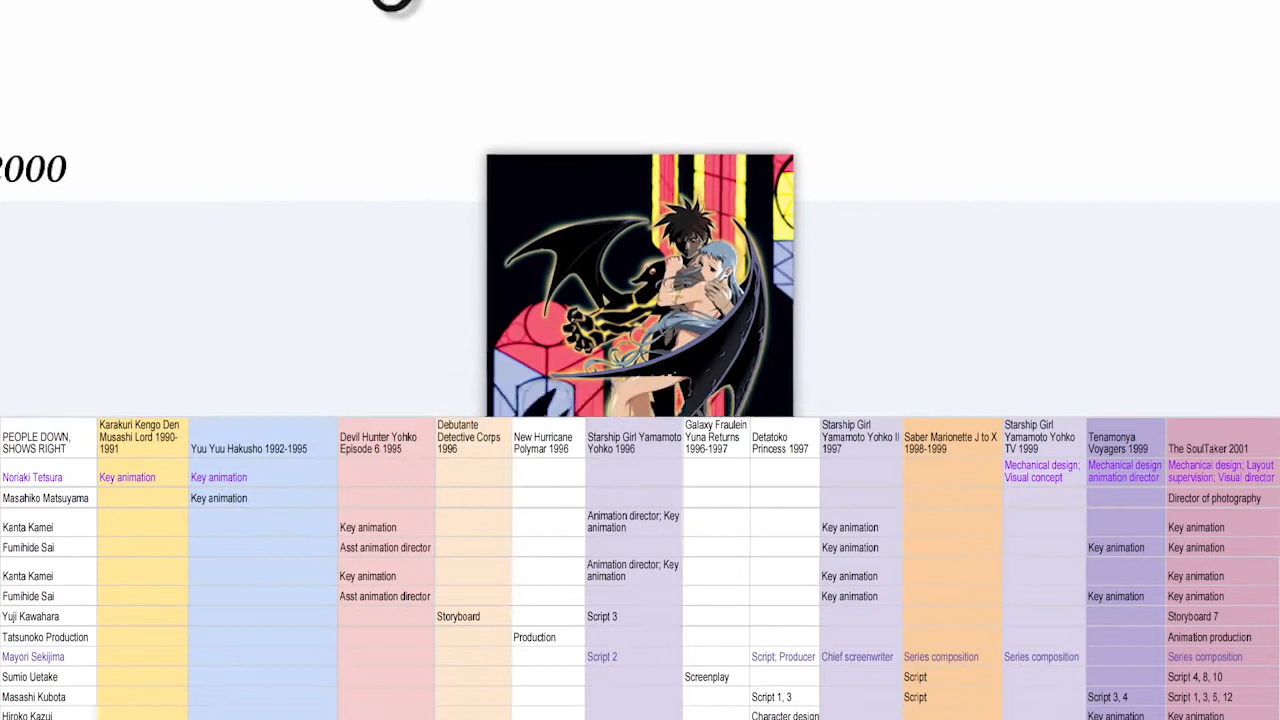 2000
PEOPLE DOWN, SHOWS RIGHT
Karakuri Kengo Den Musashi Lord 1990-1991
Yuu Yuu Hakusho 1992-1995
Devil Hunter Yohko Episode 6 1995
Debutante Detective Corps 1996
New Hurricane Polymar 1996
Starship Girl Yamamoto Yohko 1996
Galaxy Fraulein Yuna Returns 1996-1997
Detatoko Princess 1997
Starship Girl Yamamoto Yohko II 1997
Saber Marionette J to X 1998-1999
Starship Girl Yamamoto Yohko TV 1999
Tenamonya Voyagers 1999
The SoulTaker 2001
Noriaki Tetsura Key animation Key animation Mechanical design; Visual concept Mechanical design animation director Mechanical design; Layout supervision; Visual director
Masahiko Matsuyama Key animation Director of photography
Kanta Kamei Key animation Animation director; Key animation Key animation Key animation
Fumihide Sai Asst animation director Key animation Key animation Key animation
Kanta Kamei Key animation Animation director; Key animation Key animation Key animation
Fumihide Sai Asst animation director Key animation Key animation Key animation
Yuji Kawahara Storyboard Script 3 Storyboard 7
Tatsunoko Production Production Animation production
Mayori Sekijima Script 2 Script; Producer Chief screenwriter Series composition Series composition Series composition
Sumio Uetake Screenplay Script Script 4, 8, 10
Masashi Kubota Script 1, 3 Script Script 3, 4 Script 1, 3, 5, 12
Hiroko Kazui Character design Key animation Key animation